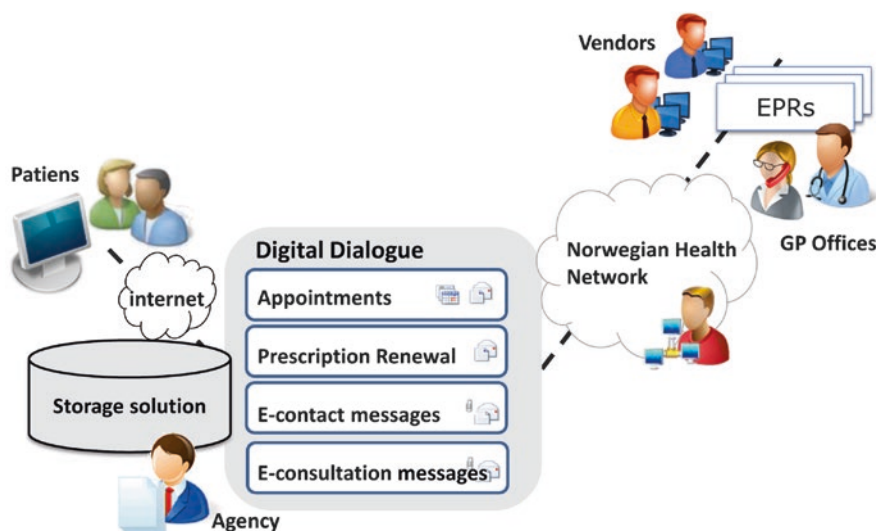 Vendors
EPRs
Patiens
GP Offices
internet
Digital Dialogue
Appointments
Prescription Renewal
E-contact messages
E-consultation messages
Norwegian Health
Network
Storage solution
Agency